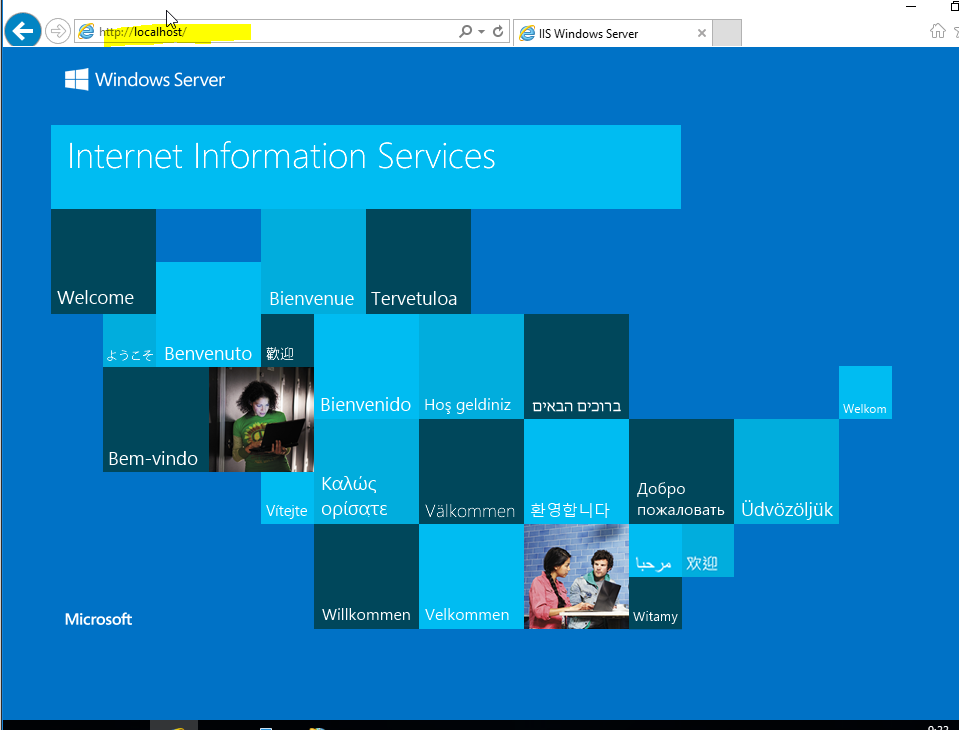 http://localhost/
IIS Windows Server
Windows Server
Internet Information Services
Welcome
Bienvenue
Tervetuloa
ようこそ
Benvenuto
歡迎
Bienvenido
Hoş geldiniz
ברוכים הבאים
Welkom
Bem-vindo
Vítejte
Καλώς
ορίσατε
Välkommen
환영합니다
Добро
пожаловать
Üdvözöljük
Willkommen
Velkommen
مرحبا
欢迎
Witamy
Microsoft